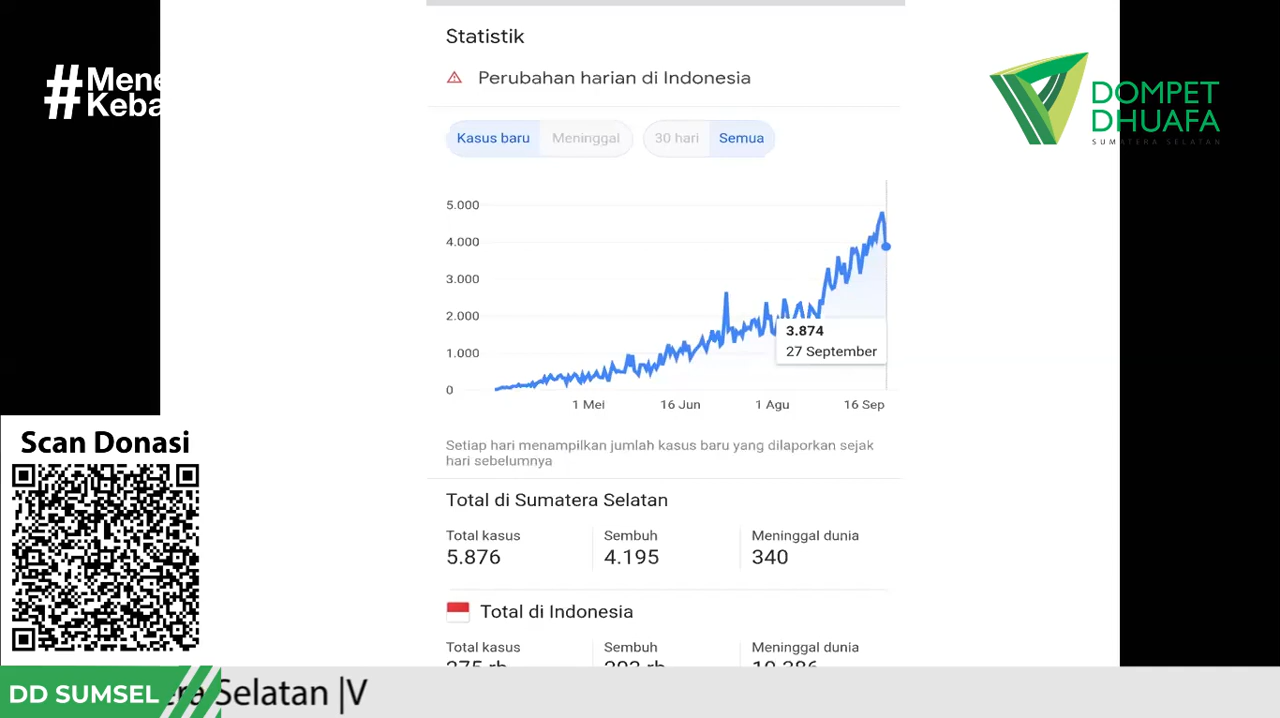 #Mene
Keba
Statistik
Perubahan harian di Indonesia
Kasus baru
Meninggal
30 hari
Semua
DOMPET
DHUAFA
SUMATERA SELATAN
5.000
4.000
3.000
2.000
1.000
0
3.874
27 September
1 Mei
16 Jun
1 Agu
16 Sep
Setiap hari menampilkan jumlah kasus baru yang dilaporkan sejak
hari sebelumnya
Total di Sumatera Selatan
Total kasus
Sembuh
Meninggal dunia
5.876
4.195
340
Total di Indonesia
Total kasus
Sembuh
Meninggal dunia
Scan Donasi
DD SUMSEL
era Selatan |V